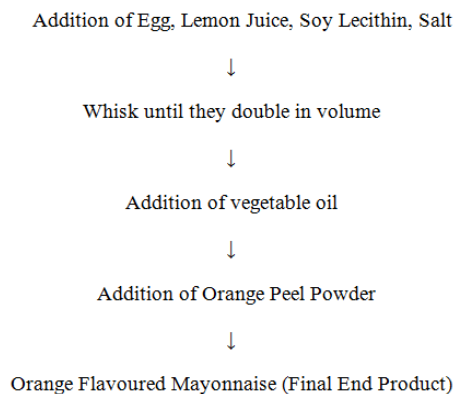 Addition of Egg, Lemon Juice, Soy Lecithin, Salt
↓
Whisk until they double in volume
↓
Addition of vegetable oil
↓
Addition of Orange Peel Powder
↓
Orange Flavoured Mayonnaise (Final End Product)